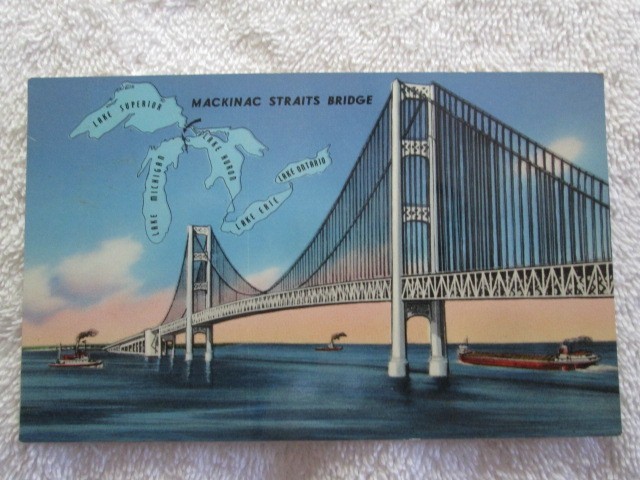 MACKINAC STRAITS BRIDGE
LAKE SUPERIOR
LAKE MICHIGAN
LAKE HURON
LAKE ERIE
LAKE ONTARIO